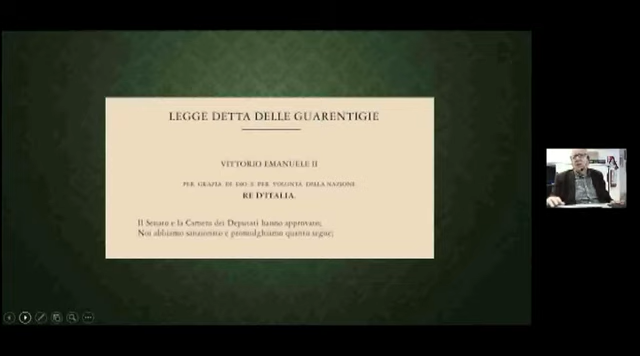 LEGGE DETTA DELLE GUARENTIGIE
VITTORIO EMANUELE II
PER GRAZIA DI DIO E PER VOLONTÀ DELLA NAZIONE
RE D'ITALIA.
Il Senato e la Camera dei Deputati hanno approvato;
Noi abbiamo sanzionato e promulghiamo quanto segue;